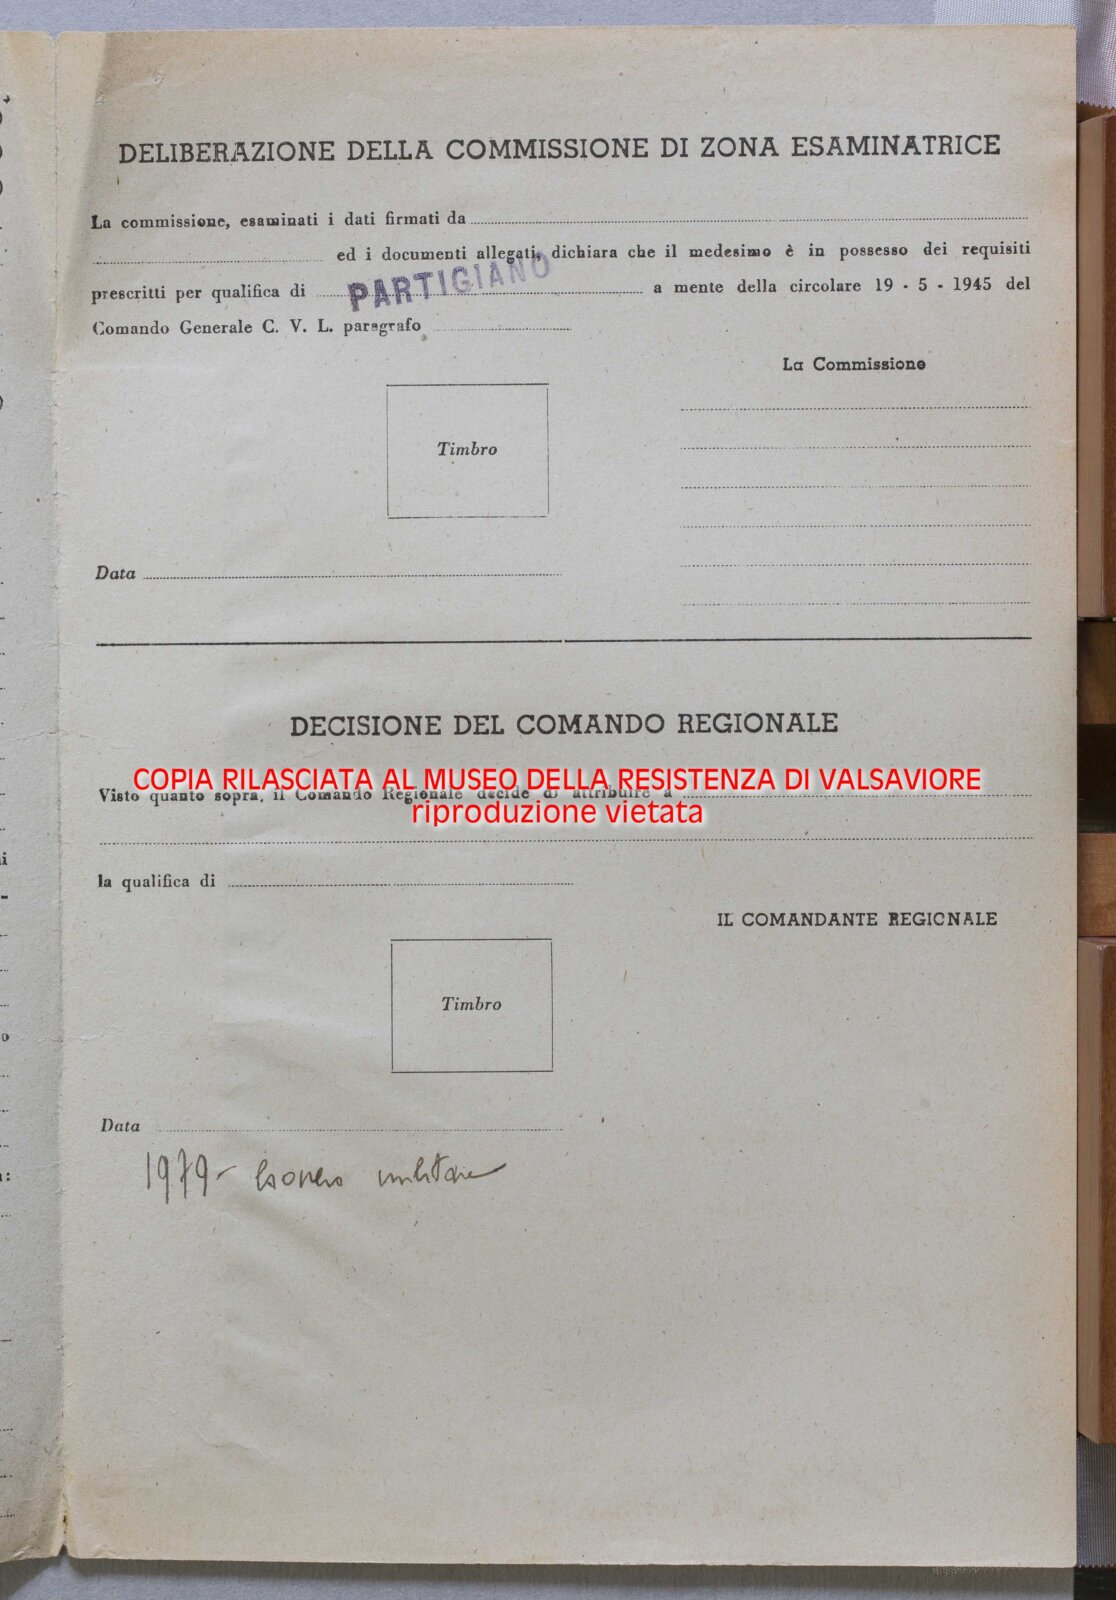 DELIBERAZIONE DELLA COMMISSIONE DI ZONA ESAMINATRICE
La commissione, esaminati i dati firmati da
ed i documenti allegati, dichiara che il medesimo è in possesso dei requisiti
prescritti per qualifica di PARTIGIANO a mente della circolare 19 - 5 - 1945 del
Comando Generale C. V. L. paragrafo
La Commissione
Timbro
Data
DECISIONE DEL COMANDO REGIONALE
COPIA RILASCIATA AL MUSEO DELLA RESISTENZA DI VALSAVIORE
Visto quanto sopra, il Comando Regionale decide di attribuire a
riproduzione vietata
la qualifica di
IL COMANDANTE REGIONALE
Timbro
Data
1979 - esonero militare